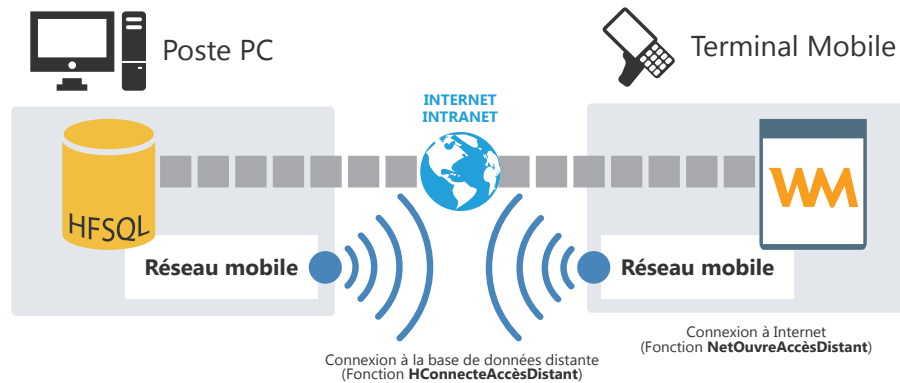 Poste PC
Terminal Mobile
INTERNET
INTRANET
HFSQL
WM
Réseau mobile
Réseau mobile
Connexion à Internet
(Fonction NetOuvreAccèsDistant)
Connexion à la base de données distante
(Fonction HConnecteAccèsDistant)